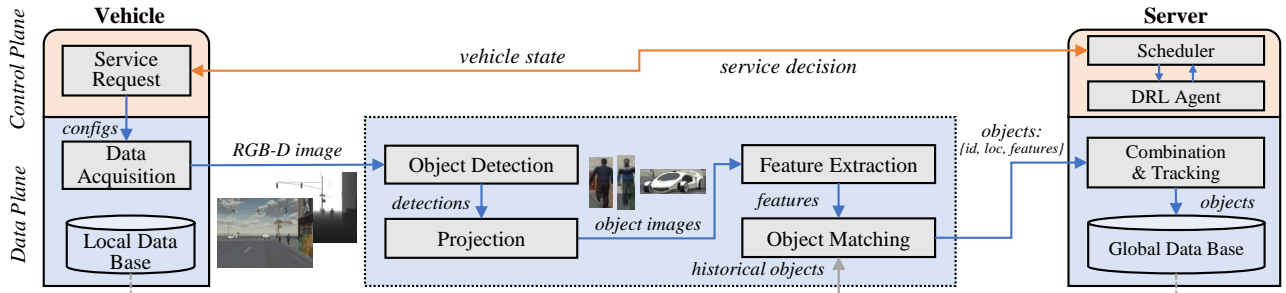 Vehicle
Server
Control Plane
Service
Request
vehicle state
service decision
Scheduler
DRL Agent
configs
Data Plane
Data
Acquisition
RGB-D image
Local Data
Base
Object Detection
detections
Projection
object images
Feature Extraction
features
Object Matching
historical objects
objects:
{id, loc, features}
Combination
& Tracking
objects
Global Data Base